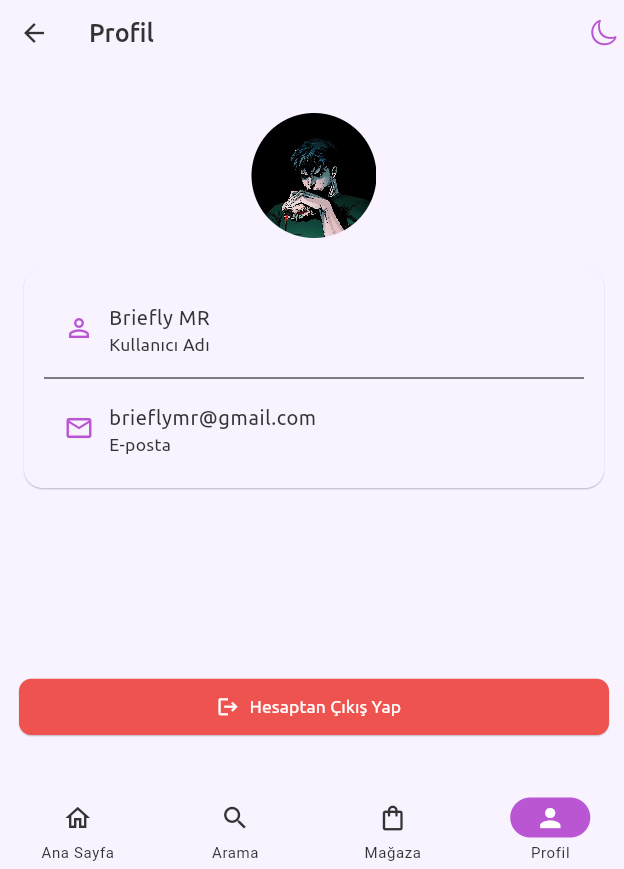 Profil
Briefly MR
Kullanıcı Adı
brieflymr@gmail.com
E-posta
Hesaptan Çıkış Yap
Ana Sayfa
Arama
Mağaza
Profil